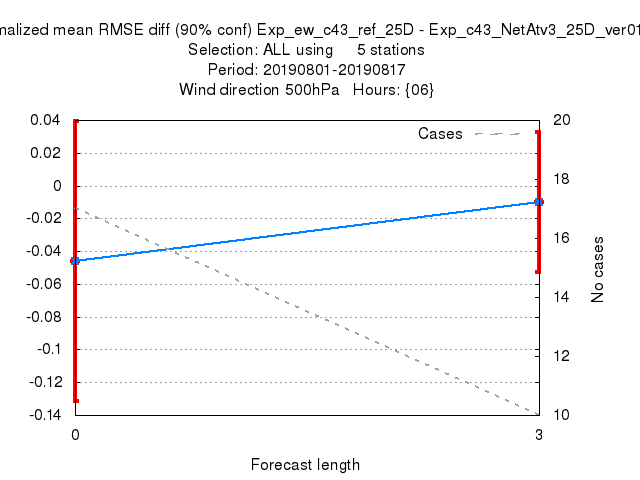 malized mean RMSE diff (90% conf) Exp_ew_c43_ref_25D - Exp_c43_NetAtv3_25D_ver01
Selection: ALL using 5 stations
Period: 20190801-20190817
Wind direction 500hPa Hours: {06}
0.04
0.02
0
-0.02
-0.04
-0.06
-0.08
-0.1
-0.12
-0.14
Cases
20
18
16
14
12
10
No cases
0
3
Forecast length